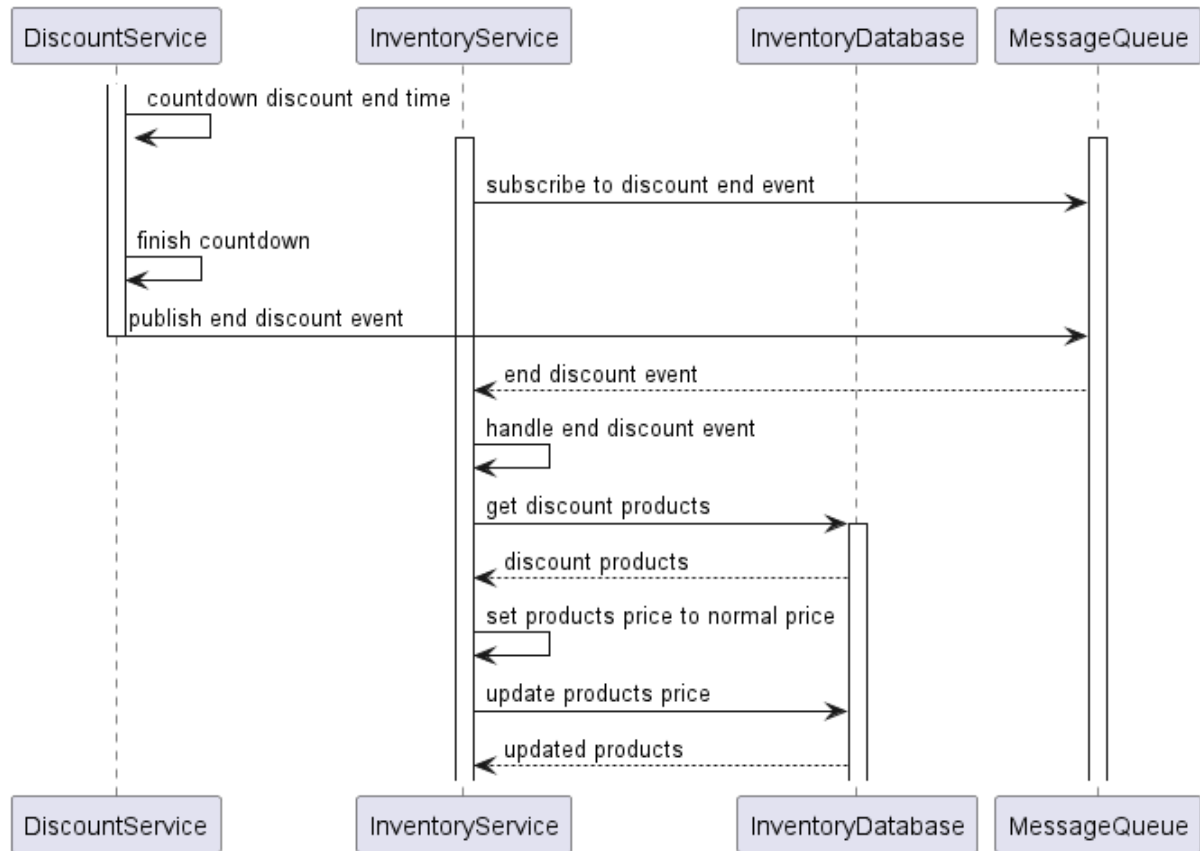 DiscountService
InventoryService
InventoryDatabase
MessageQueue
countdown discount end time
subscribe to discount end event
finish countdown
publish end discount event
end discount event
handle end discount event
get discount products
discount products
set products price to normal price
update products price
updated products
DiscountService
InventoryService
InventoryDatabase
MessageQueue